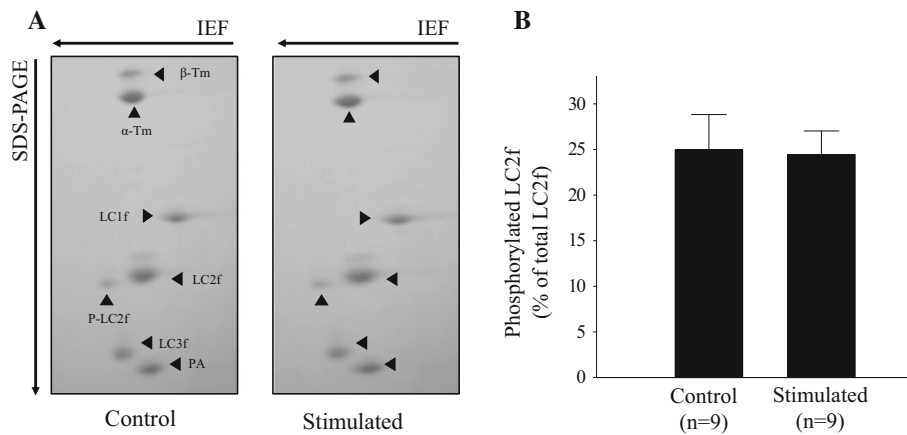 A
IEF
IEF
SDS-PAGE
β-Tm
α-Tm
LC1f
LC2f
P-LC2f
LC3f
PA
Control
Stimulated
B
Phosphorylated LC2f
(% of total LC2f)
30
25
20
15
10
5
0
Control
(n=9)
Stimulated
(n=9)